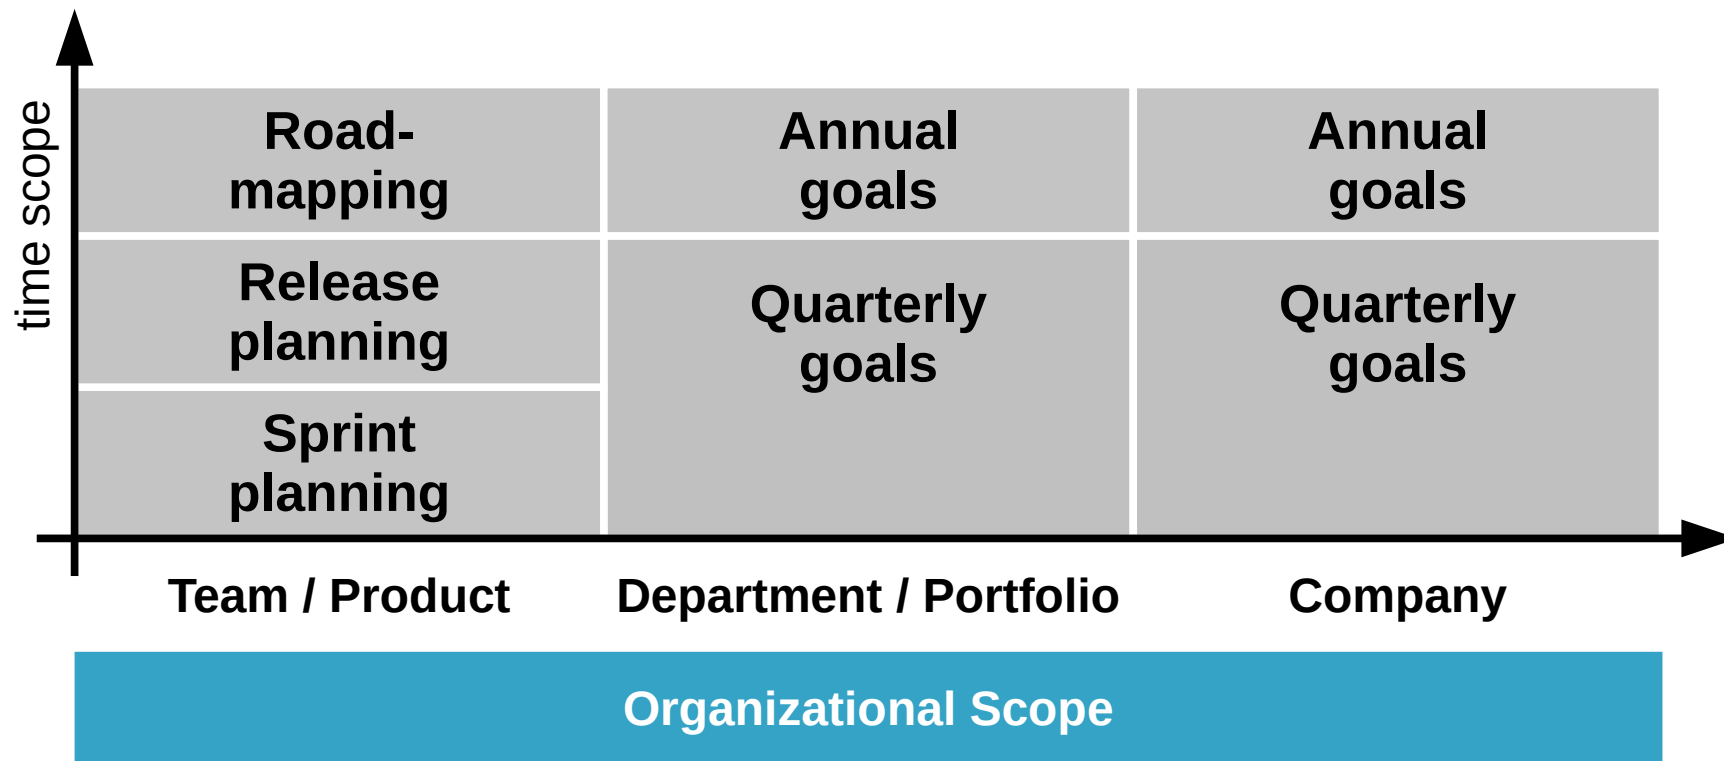 time scope
Road-
mapping
Annual
goals
Annual
goals
Release
planning
Quarterly
goals
Quarterly
goals
Sprint
planning
Team / Product
Department / Portfolio
Company
Organizational Scope